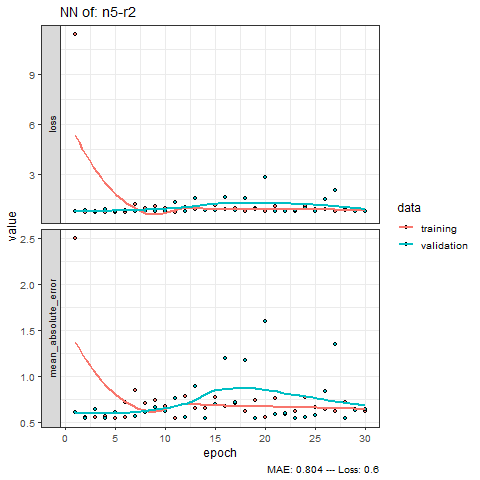 NN of: n5-r2
loss
9
6
3
value
mean_absolute_error
2.5
2.0
1.5
1.0
0.5
0
5
10
15
20
25
30
epoch
data
training
validation
MAE: 0.804 --- Loss: 0.6